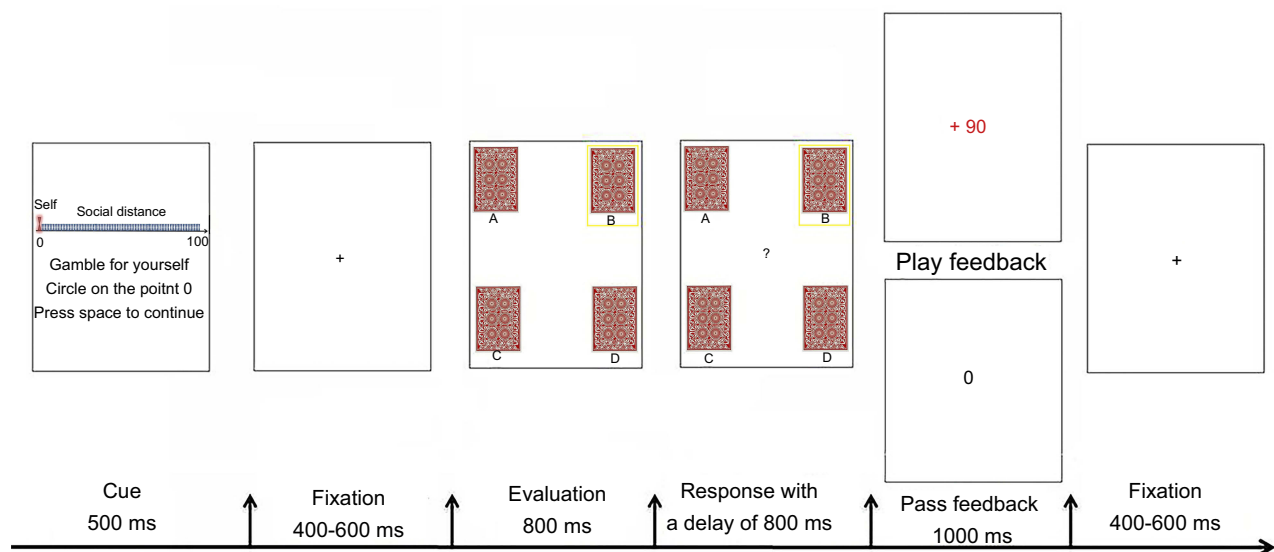 Self
Social distance
0 100
Gamble for yourself
Circle on the poitnt 0
Press space to continue
+
A B
C D
A B
?
C D
+ 90
Play feedback
0
+
Cue
500 ms
Fixation
400-600 ms
Evaluation
800 ms
Response with
a delay of 800 ms
Pass feedback
1000 ms
Fixation
400-600 ms